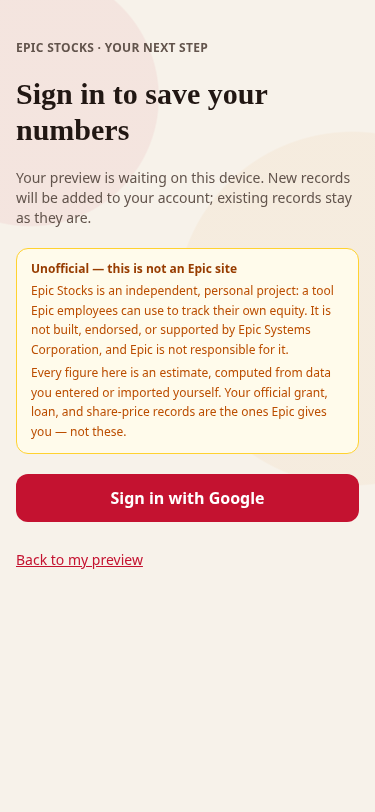 EPIC STOCKS · YOUR NEXT STEP
Sign in to save your
numbers
Your preview is waiting on this device. New records
will be added to your account; existing records stay
as they are.
Unofficial — this is not an Epic site
Epic Stocks is an independent, personal project: a tool
Epic employees can use to track their own equity. It is
not built, endorsed, or supported by Epic Systems
Corporation, and Epic is not responsible for it.
Every figure here is an estimate, computed from data
you entered or imported yourself. Your official grant,
loan, and share-price records are the ones Epic gives
you — not these.
Sign in with Google
Back to my preview